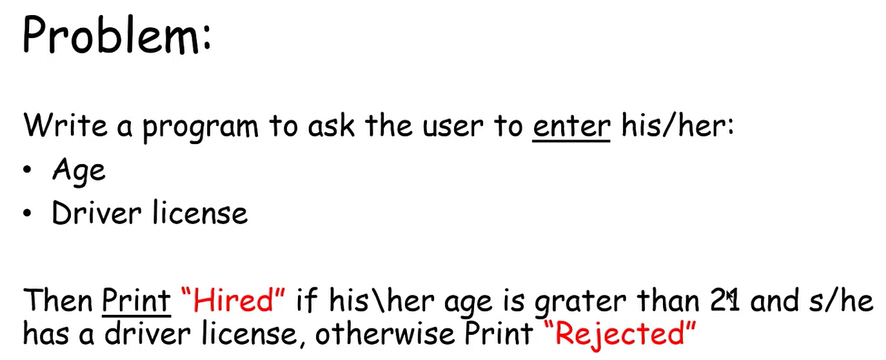 Problem:
Write a program to ask the user to enter his/her:
• Age
• Driver license
Then Print “Hired” if his\her age is grater than 21 and s/he
has a driver license, otherwise Print “Rejected”